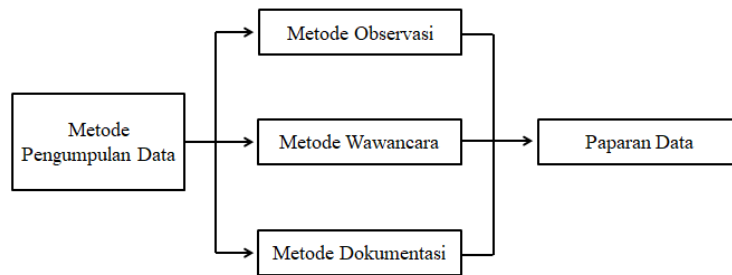 Metode Observasi
Metode
Pengumpulan Data
Metode Wawancara
Paparan Data
Metode Dokumentasi